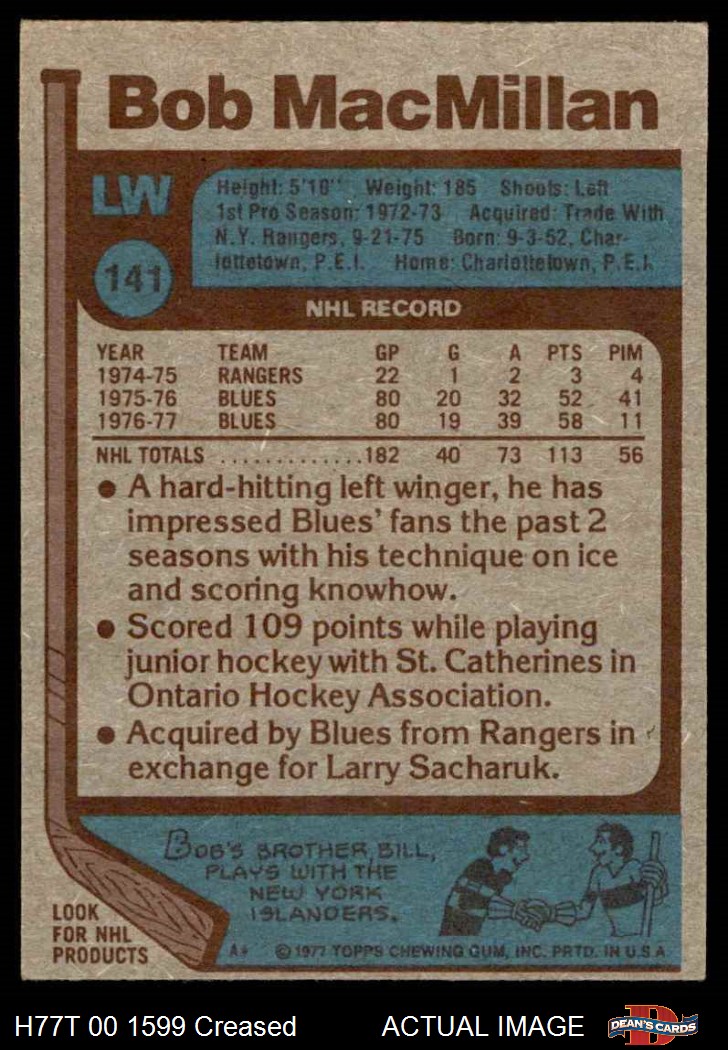 Bob MacMillan
LW
141
Height: 5'10" Weight: 185 Shoots: Left
1st Pro Season: 1972-73 Acquired: Trade With
N.Y. Rangers, 9-21-75 Born: 9-3-52, Char-
lottetown, P.E.I. Home: Charlottetown, P.E.I.
NHL RECORD
YEAR TEAM GP G A PTS PIM
1974-75 RANGERS 22 1 2 3 4
1975-76 BLUES 80 20 32 52 41
1976-77 BLUES 80 19 39 58 11
NHL TOTALS .............182 40 73 113 56
● A hard-hitting left winger, he has
impressed Blues' fans the past 2
seasons with his technique on ice
and scoring knowhow.
● Scored 109 points while playing
junior hockey with St. Catherines in
Ontario Hockey Association.
● Acquired by Blues from Rangers in
exchange for Larry Sacharuk.
BOB'S BROTHER, BILL,
PLAYS WITH THE
NEW YORK
ISLANDERS.
LOOK
FOR NHL
PRODUCTS
A* © 1977 TOPPS CHEWING GUM, INC. PRTD. IN U.S.A
H77T 00 1599 Creased ACTUAL IMAGE
DEAN'S CARDS